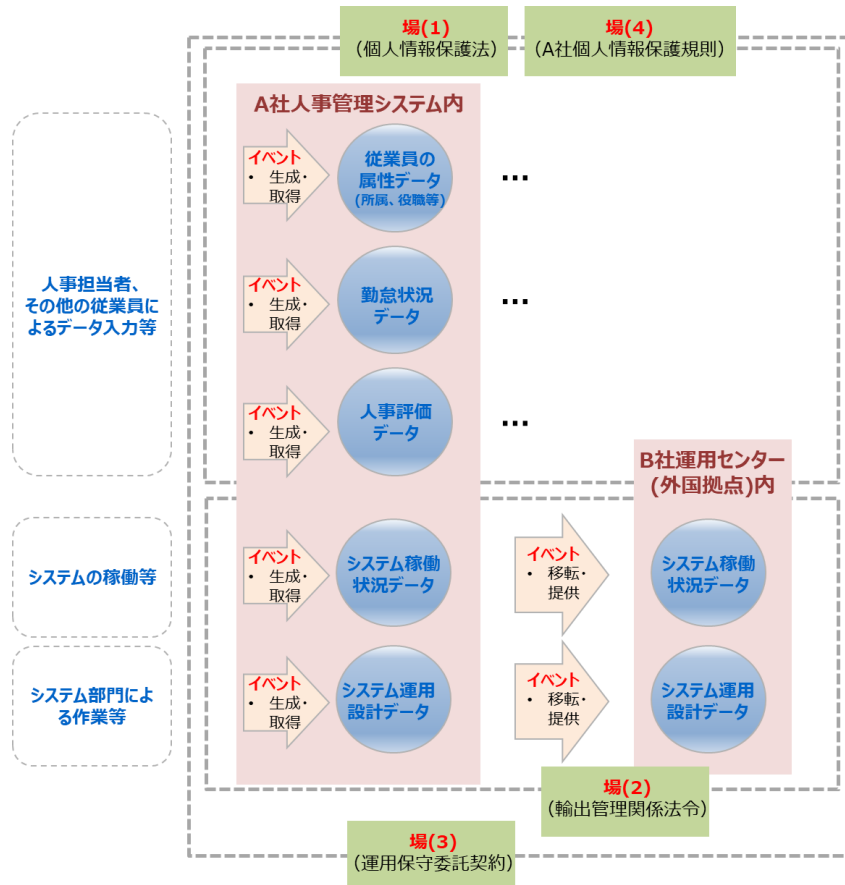 場(1)
（個人情報保護法）
場(4)
（A社個人情報保護規則）
A社人事管理システム内
人事担当者、
その他の従業員に
よるデータ入力等
イベント
・ 生成・
取得
従業員の
属性データ
(所属、役職等)
…
イベント
・ 生成・
取得
勤怠状況
データ
…
イベント
・ 生成・
取得
人事評価
データ
…
B社運用センター
(外国拠点)内
システムの稼働等
イベント
・ 生成・
取得
システム稼働
状況データ
イベント
・ 移転・
提供
システム稼働
状況データ
システム部門によ
る作業等
イベント
・ 生成・
取得
システム運用
設計データ
イベント
・ 移転・
提供
システム運用
設計データ
場(2)
（輸出管理関係法令）
場(3)
（運用保守委託契約）